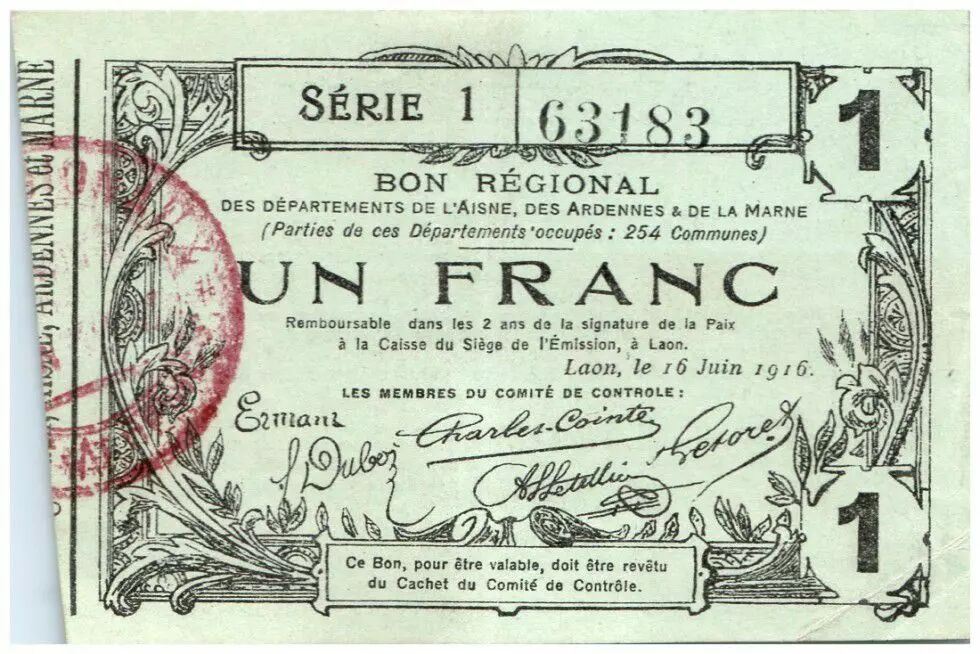 SÉRIE 1
63183
1
BON RÉGIONAL
DES DÉPARTEMENTS DE L'AISNE, DES ARDENNES & DE LA MARNE
(Parties de ces Départements occupés : 254 Communes)
UN FRANC
Remboursable dans les 2 ans de la signature de la Paix
à la Caisse du Siège de l'Émission, à Laon.
Laon, le 16 Juin 1916.
LES MEMBRES DU COMITÉ DE CONTROLE :
Ermant
Charles-Cointe
Dubois
Letellier
1
Ce Bon, pour être valable, doit être revêtu
du Cachet du Comité de Contrôle.
ARDENNES et MARNE